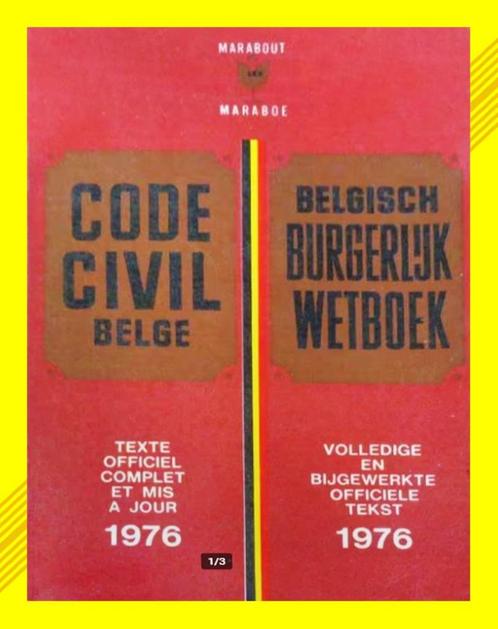 MARABOUT
MARABOE
CODE
CIVIL
BELGE
TEXTE
OFFICIEL
COMPLET
ET MIS
A JOUR
1976
BELGISCH
BURGERLIJK
WETBOEK
VOLLEDIGE
EN
BIJGEWERKTE
OFFICIELE
TEKST
1976
1/3